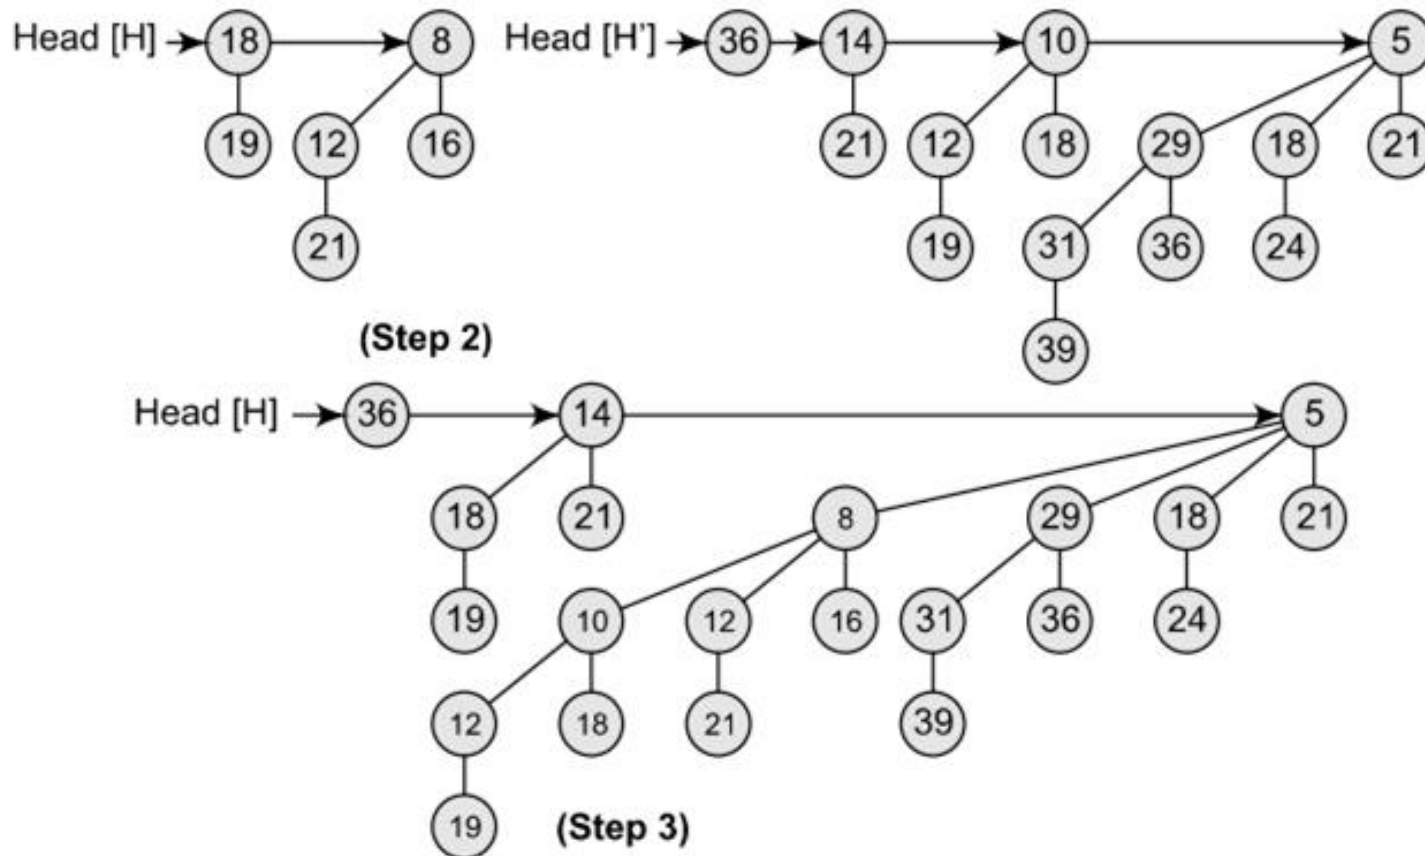 Head [H] 18 8 Head [H'] 36 14 10 5
19 12 16 21 12 18 29 18 21
21 19 31 36 24
(Step 2) 39
Head [H] 36 14 5
18 21 8 29 18 21
19 10 12 16 31 36 24
12 18 21 39
19 (Step 3)